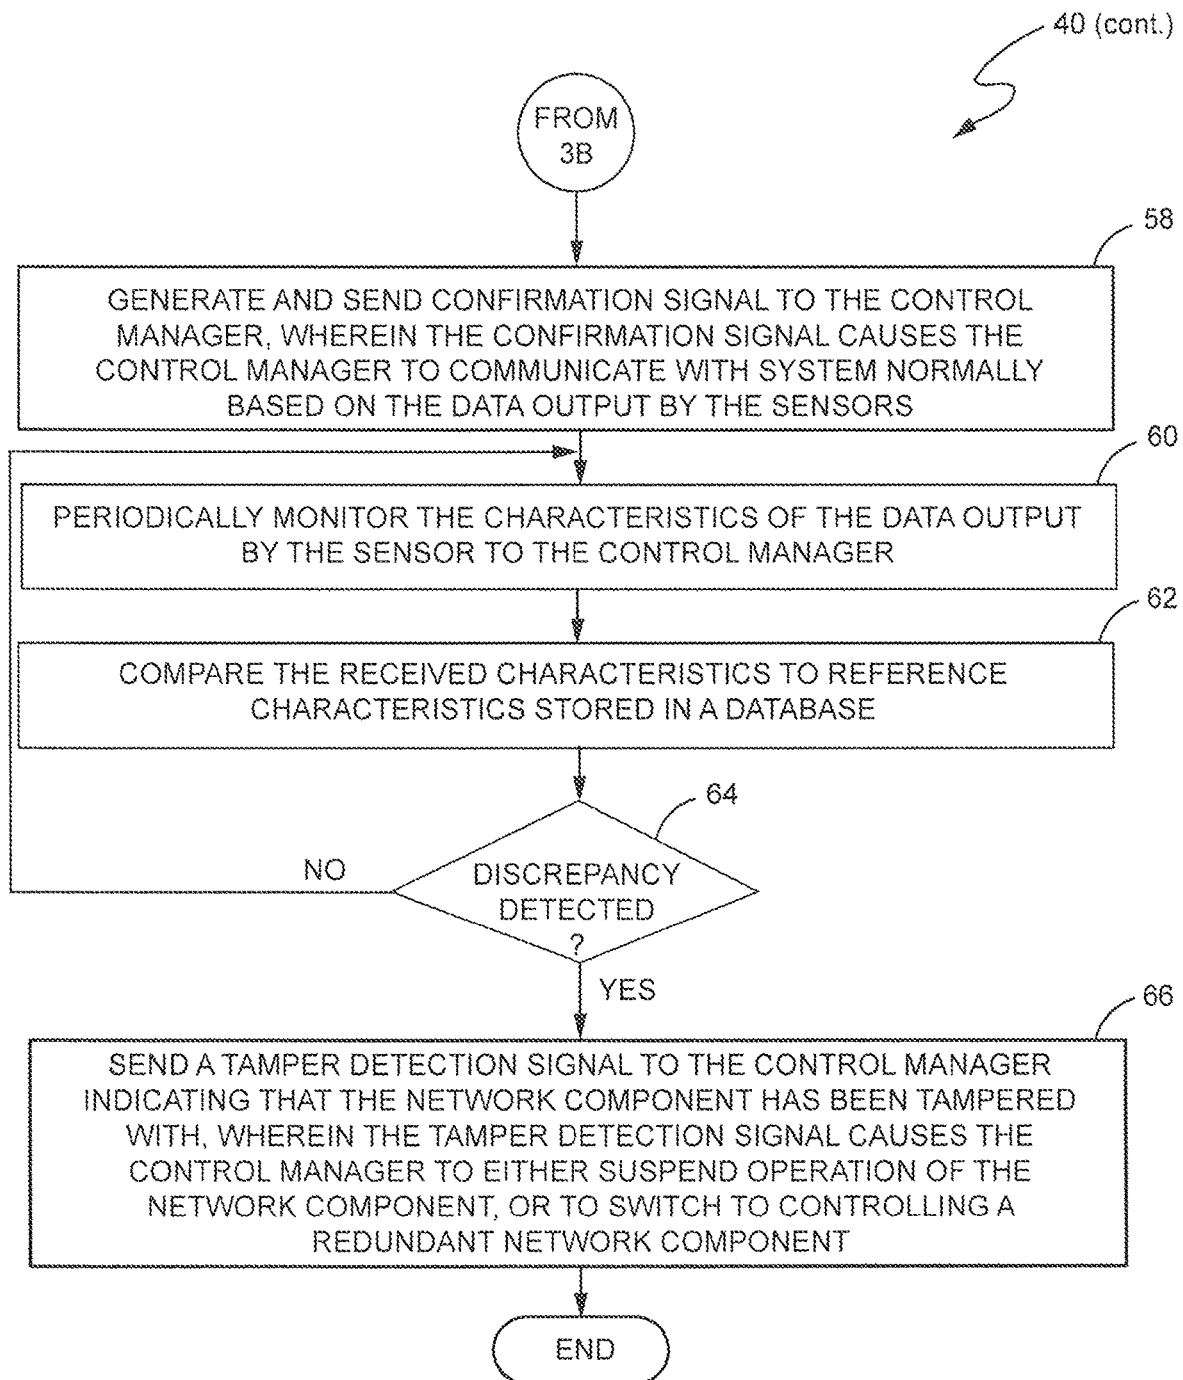 40 (cont.)
FROM
3B
58
GENERATE AND SEND CONFIRMATION SIGNAL TO THE CONTROL
MANAGER, WHEREIN THE CONFIRMATION SIGNAL CAUSES THE
CONTROL MANAGER TO COMMUNICATE WITH SYSTEM NORMALLY
BASED ON THE DATA OUTPUT BY THE SENSORS
60
PERIODICALLY MONITOR THE CHARACTERISTICS OF THE DATA OUTPUT
BY THE SENSOR TO THE CONTROL MANAGER
62
COMPARE THE RECEIVED CHARACTERISTICS TO REFERENCE
CHARACTERISTICS STORED IN A DATABASE
64
NO
DISCREPANCY
DETECTED
?
YES
66
SEND A TAMPER DETECTION SIGNAL TO THE CONTROL MANAGER
INDICATING THAT THE NETWORK COMPONENT HAS BEEN TAMPERED
WITH, WHEREIN THE TAMPER DETECTION SIGNAL CAUSES THE
CONTROL MANAGER TO EITHER SUSPEND OPERATION OF THE
NETWORK COMPONENT, OR TO SWITCH TO CONTROLLING A
REDUNDANT NETWORK COMPONENT
END